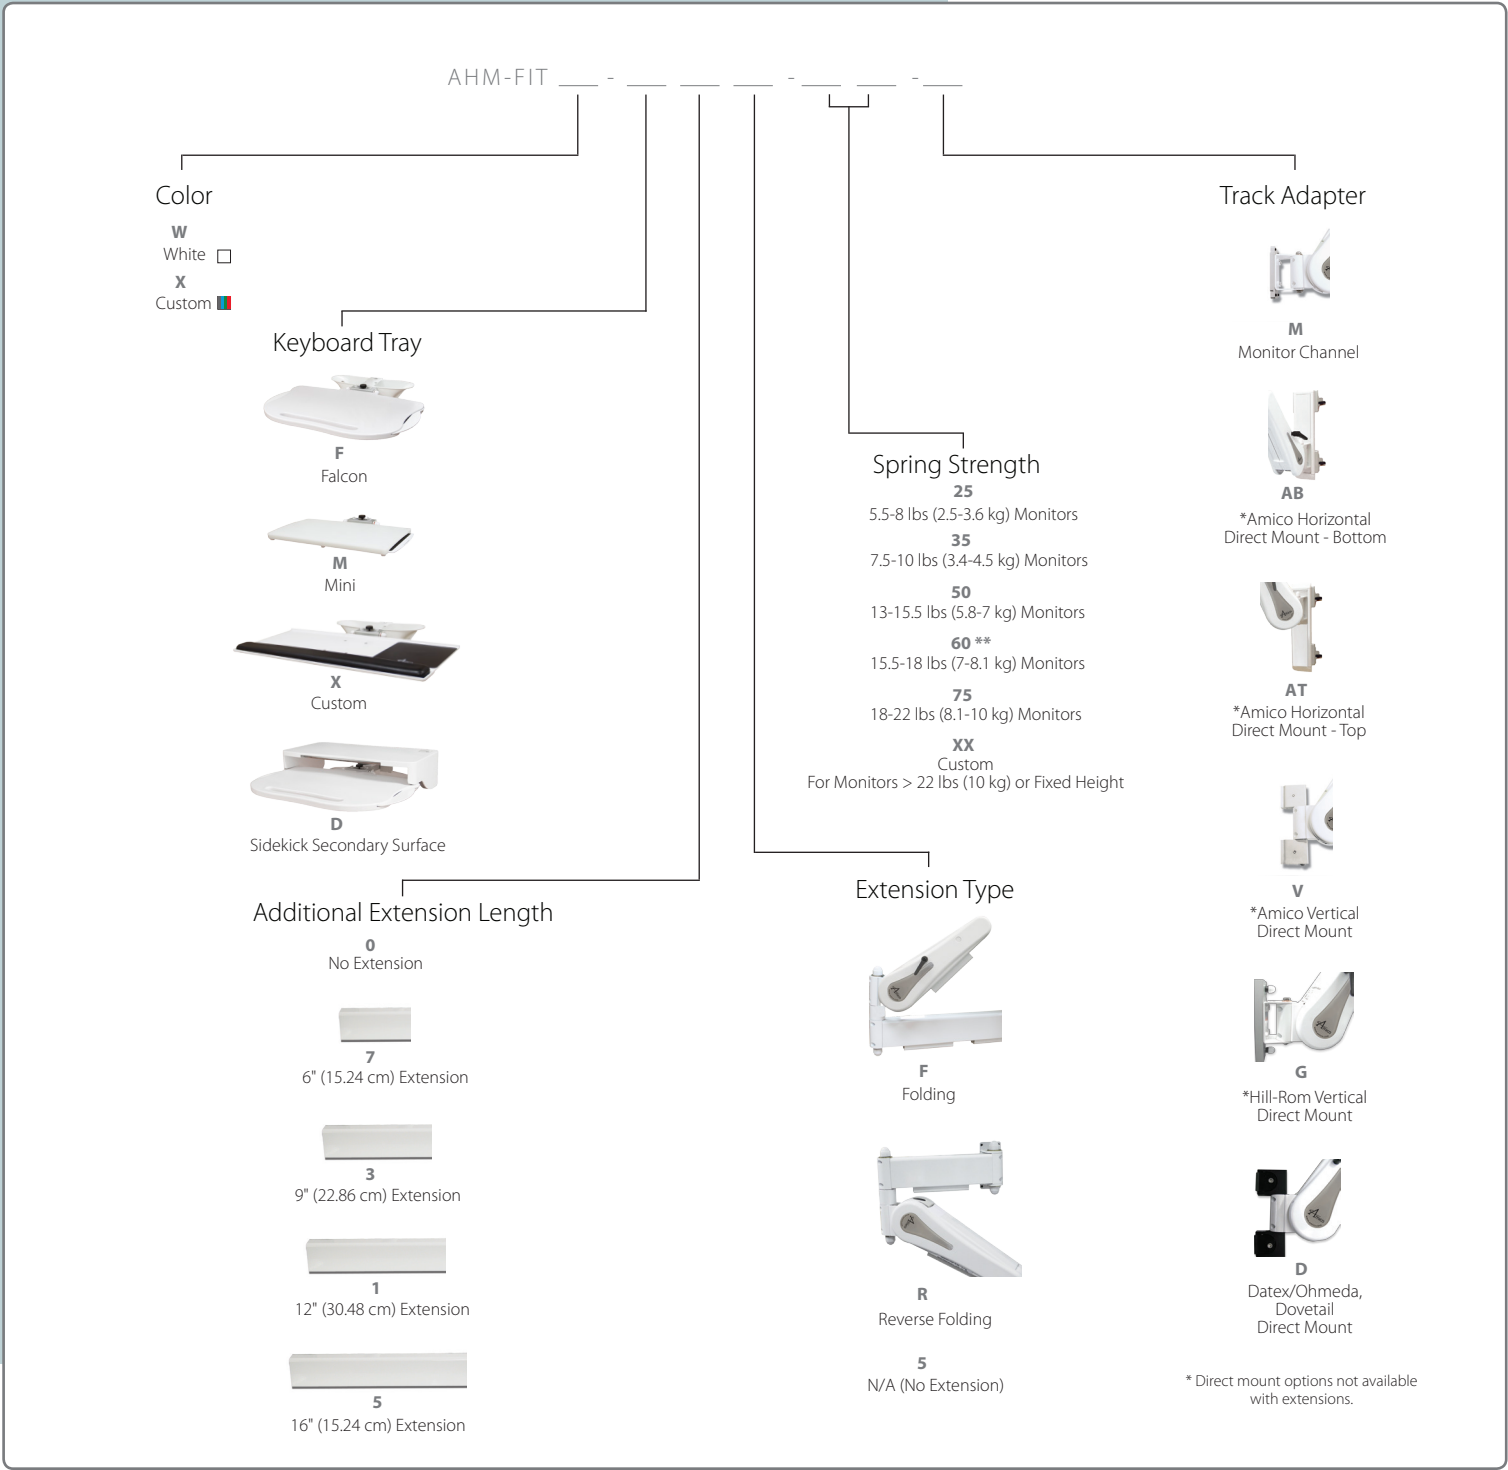 AHM-FIT ___ - ___ ___ ___ - ___ ___ - ___
Color
W
White
X
Custom
Keyboard Tray
F
Falcon
M
Mini
X
Custom
D
Sidekick Secondary Surface
Additional Extension Length
0
No Extension
7
6" (15.24 cm) Extension
3
9" (22.86 cm) Extension
1
12" (30.48 cm) Extension
5
16" (15.24 cm) Extension
Spring Strength
25
5.5-8 lbs (2.5-3.6 kg) Monitors
35
7.5-10 lbs (3.4-4.5 kg) Monitors
50
13-15.5 lbs (5.8-7 kg) Monitors
60 **
15.5-18 lbs (7-8.1 kg) Monitors
75
18-22 lbs (8.1-10 kg) Monitors
XX
Custom
For Monitors > 22 lbs (10 kg) or Fixed Height
Extension Type
F
Folding
R
Reverse Folding
5
N/A (No Extension)
Track Adapter
M
Monitor Channel
AB
*Amico Horizontal
Direct Mount - Bottom
AT
*Amico Horizontal
Direct Mount - Top
V
*Amico Vertical
Direct Mount
G
*Hill-Rom Vertical
Direct Mount
D
Datex/Ohmeda,
Dovetail
Direct Mount
* Direct mount options not available
with extensions.